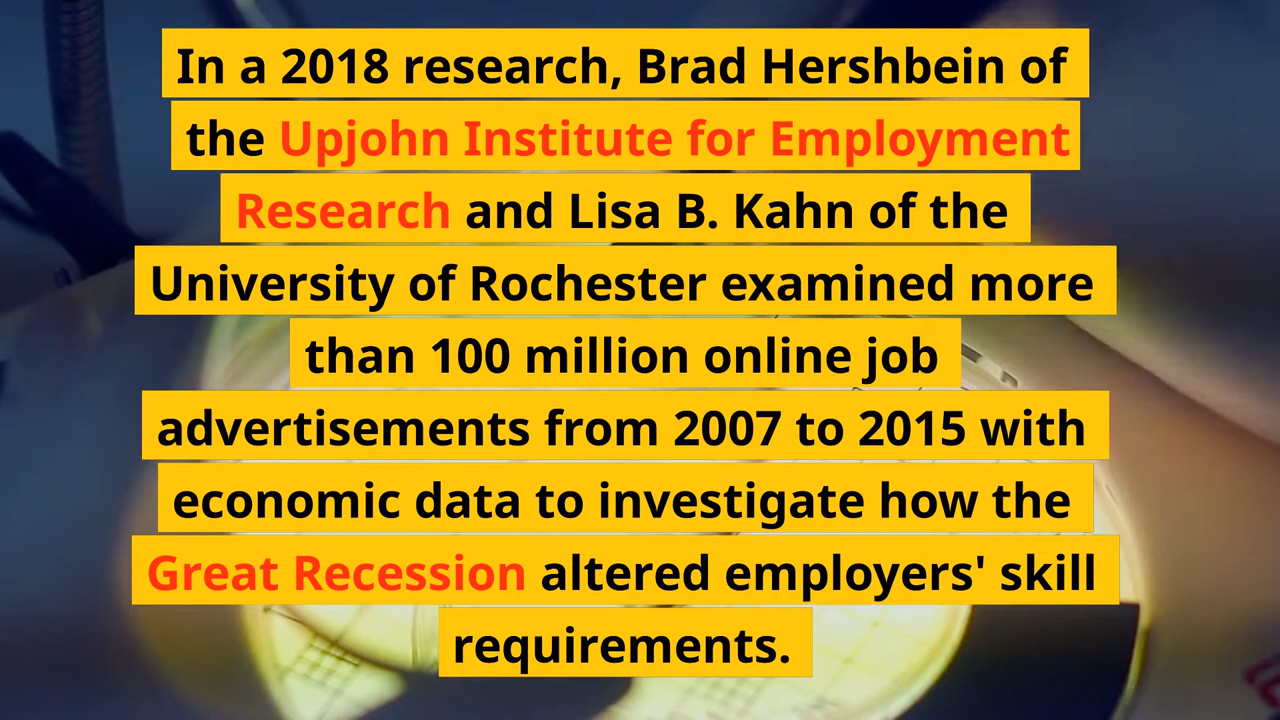 In a 2018 research, Brad Hershbein of
the Upjohn Institute for Employment
Research and Lisa B. Kahn of the
University of Rochester examined more
than 100 million online job
advertisements from 2007 to 2015 with
economic data to investigate how the
Great Recession altered employers' skill
requirements.